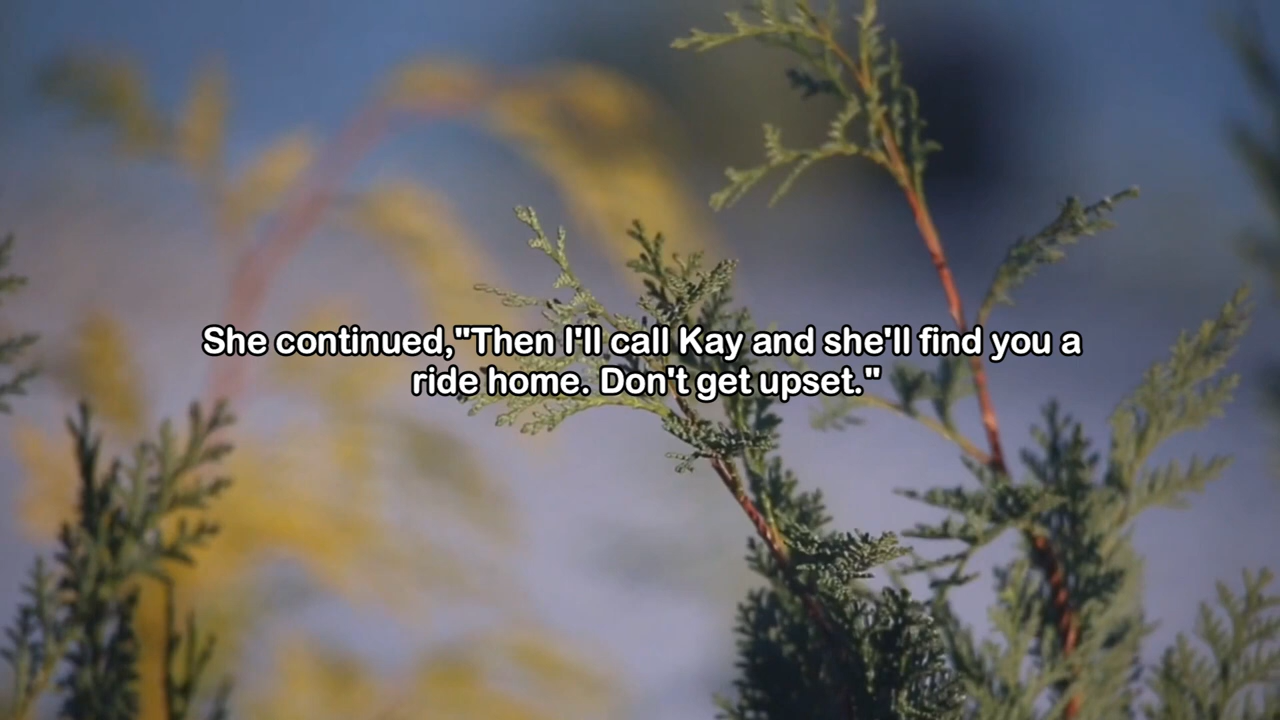 She continued,"Then I'll call Kay and she'll find you a
ride home. Don't get upset."